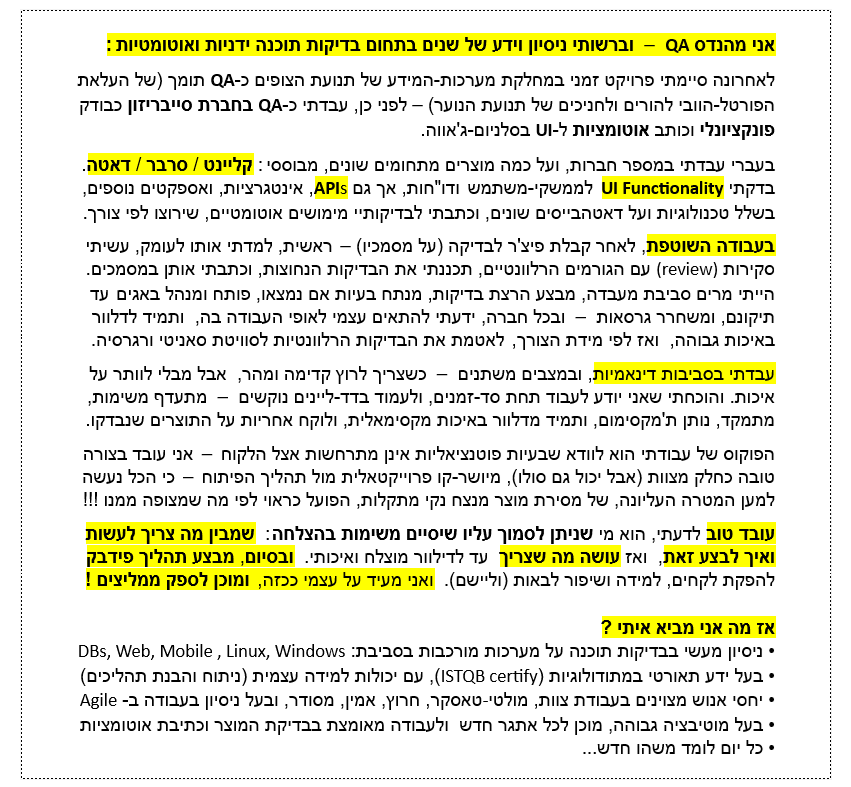 אני מהנדס QA – וברשותי ניסיון וידע של שנים בתחום בדיקות תוכנה ידניות ואוטומטיות :
לאחרונה סיימתי פרויקט זמני במחלקת מערכות-המידע של תנועת הצופים כ-QA תומך (של העלאת
הפורטל-הוובי להורים ולחניכים של תנועת הנוער) – לפני כן, עבדתי כ-QA בחברת סייבריזון כבודק
פונקציונלי וכותב אוטומציות ל-UI בסלניום-ג'אווה.
בעברי עבדתי במספר חברות, ועל כמה מוצרים מתחומים שונים, מבוססי : קליינט / סרבר / דאטה.
בדקתי UI Functionality לממשקי-משתמש ודו"חות, אך גם APIs, אינטגרציות, ואספקטים נוספים,
בשלל טכנולוגיות ועל דאטהבייסים שונים, וכתבתי לבדיקותיי מימושים אוטומטיים, שירוצו לפי צורך.
בעבודה השוטפת, לאחר קבלת פיצ'ר לבדיקה (על מסמכיו) – ראשית, למדתי אותו לעומק, עשיתי
סקירות (review) עם הגורמים הרלוונטיים, תכננתי את הבדיקות הנחוצות, וכתבתי אותן במסמכים.
הייתי מרים סביבת מעבדה, מבצע הרצת בדיקות, מנתח בעיות אם נמצאו, פותח ומנהל באגים עד
תיקונם, ומשחרר גרסאות – ובכל חברה, ידעתי להתאים עצמי לאופי העבודה בה, ותמיד לדלוור
באיכות גבוהה, ואז לפי מידת הצורך, לאטמת את הבדיקות הרלוונטיות לסוויטת סאניטי ורגרסיה.
עבדתי בסביבות דינאמיות, ובמצבים משתנים – כשצריך לרוץ קדימה ומהר, אבל מבלי לוותר על
איכות. והוכחתי שאני יודע לעבוד תחת סד-זמנים, ולעמוד בדד-ליינים נוקשים – מתעדף משימות,
מתמקד, נותן ת'מקסימום, ותמיד מדלוור באיכות מקסימאלית, ולוקח אחריות על התוצרים שנבדקו.
הפוקוס של עבודתי הוא לוודא שבעיות פוטנציאליות אינן מתרחשות אצל הלקוח – אני עובד בצורה
טובה כחלק מצוות (אבל יכול גם סולו), מיושר-קו פרוייקטאלית מול תהליך הפיתוח – כי הכל נעשה
למען המטרה העליונה, של מסירת מוצר מנצח נקי מתקלות, הפועל כראוי לפי מה שמצופה ממנו !!!
עובד טוב לדעתי, הוא מי שניתן לסמוך עליו שיסיים משימות בהצלחה: שמבין מה צריך לעשות
ואיך לבצע זאת, ואז עושה מה שצריך עד לדילוור מוצלח ואיכותי. ובסיום, מבצע תהליך פידבק
להפקת לקחים, למידה ושיפור לבאות (וליישם). ואני מעיד על עצמי ככזה, ומוכן לספק ממליצים !
אז מה אני מביא איתי ?
• ניסיון מעשי בבדיקות תוכנה על מערכות מורכבות בסביבת: DBs, Web, Mobile , Linux, Windows
• בעל ידע תאורטי במתודולוגיות (ISTQB certify), עם יכולות למידה עצמית (ניתוח והבנת תהליכים)
• יחסי אנוש מצוינים בעבודת צוות, מולטי-טאסקר, חרוץ, אמין, מסודר, ובעל ניסיון בעבודה ב- Agile
• בעל מוטיבציה גבוהה, מוכן לכל אתגר חדש ולעבודה מאומצת בבדיקת המוצר וכתיבת אוטומציות
• כל יום לומד משהו חדש...